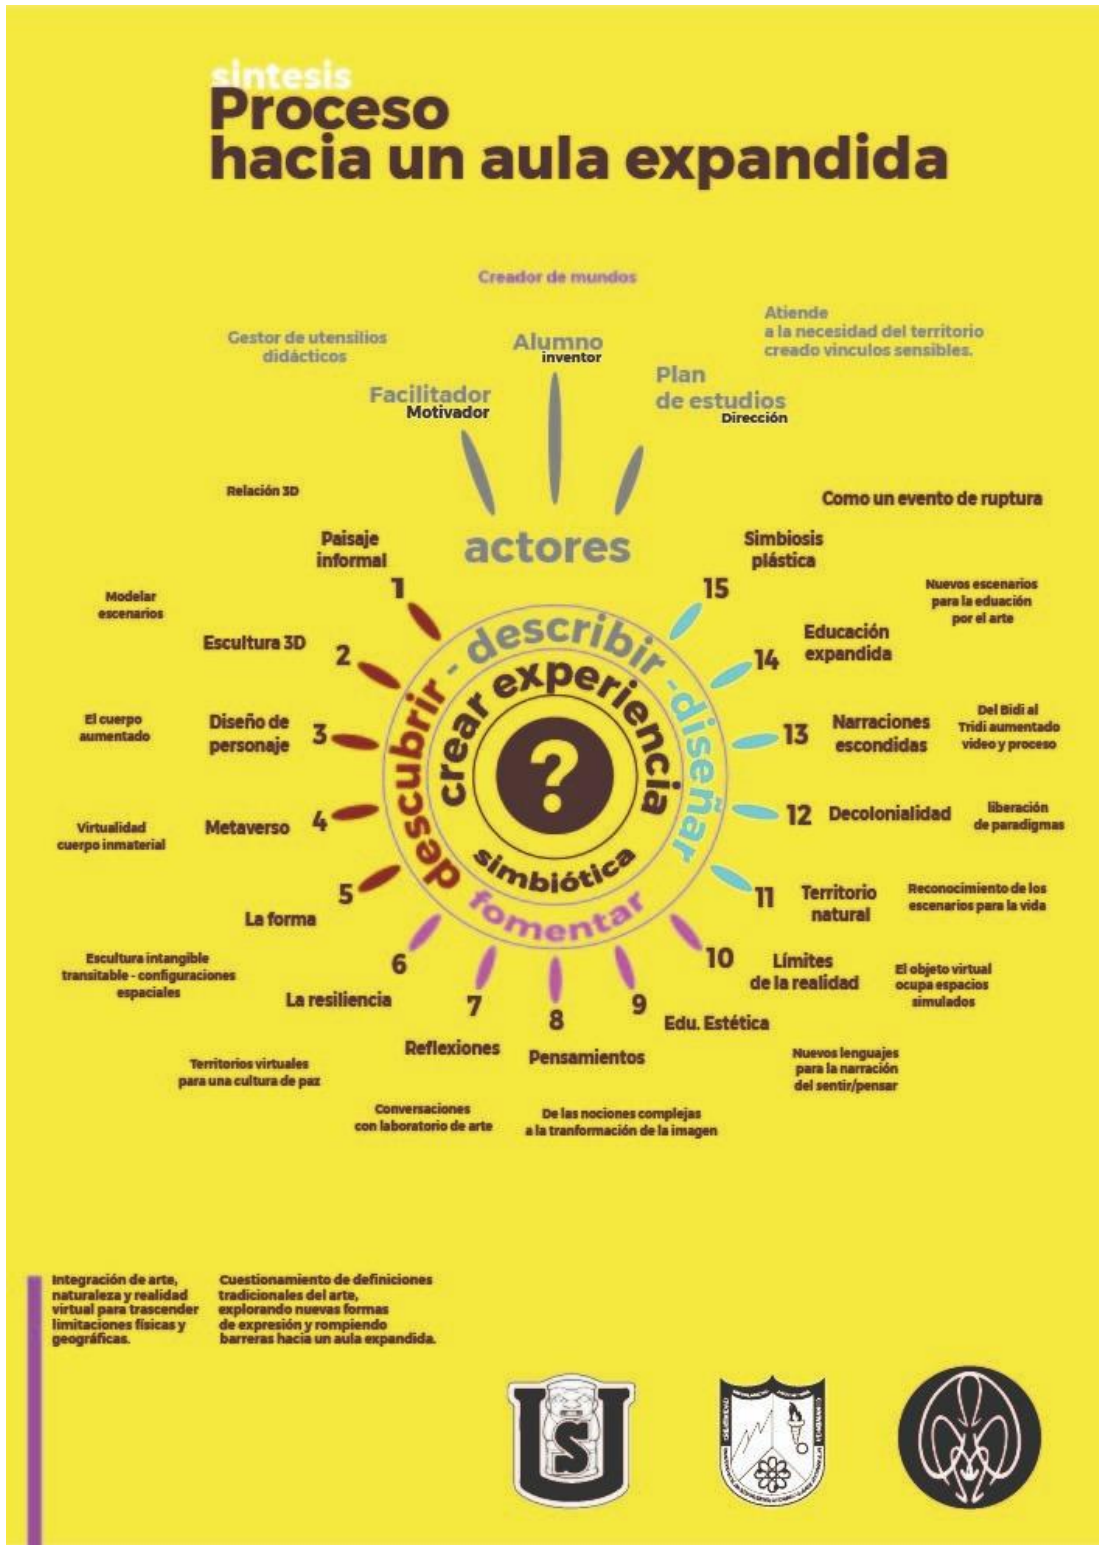 sintesis
Proceso
hacia un aula expandida
Creador de mundos
Gestor de utensilios
didácticos
Alumno
inventor
Atiende
a la necesidad del territorio
creado vinculos sensibles.
Facilitador
Motivador
Plan
de estudios
Dirección
actores
Relación 3D
Paisaje
informal
1
Modelar
escenarios
Escultura 3D
2
El cuerpo
aumentado
Diseño de
personaje
3
Virtualidad
cuerpo inmaterial
Metaverso
4
5
La forma
Escultura intangible
transitable - configuraciones
espaciales
6
La resiliencia
Territorios virtuales
para una cultura de paz
7
Reflexiones
Conversaciones
con laboratorio de arte
8
Pensamientos
De las nociones complejas
a la tranformación de la imagen
9
Edu. Estética
Nuevos lenguajes
para la narración
del sentir/pensar
10
Límites
de la realidad
El objeto virtual
ocupa espacios
simulados
11
Territorio
natural
Reconocimiento de los
escenarios para la vida
12
Decolonialidad
liberación
de paradigmas
13
Narraciones
escondidas
Del Bidi al
Tridi aumentado
video y proceso
14
Educación
expandida
Nuevos escenarios
para la eduación
por el arte
15
Simbiosis
plástica
Como un evento de ruptura
descubrir - describir - diseñar
fomentar
crear experiencia
simbiótica
?
Integración de arte,
naturaleza y realidad
virtual para trascender
limitaciones físicas y
geográficas.
Cuestionamiento de definiciones
tradicionales del arte,
explorando nuevas formas
de expresión y rompiendo
barreras hacia un aula expandida.
U
S